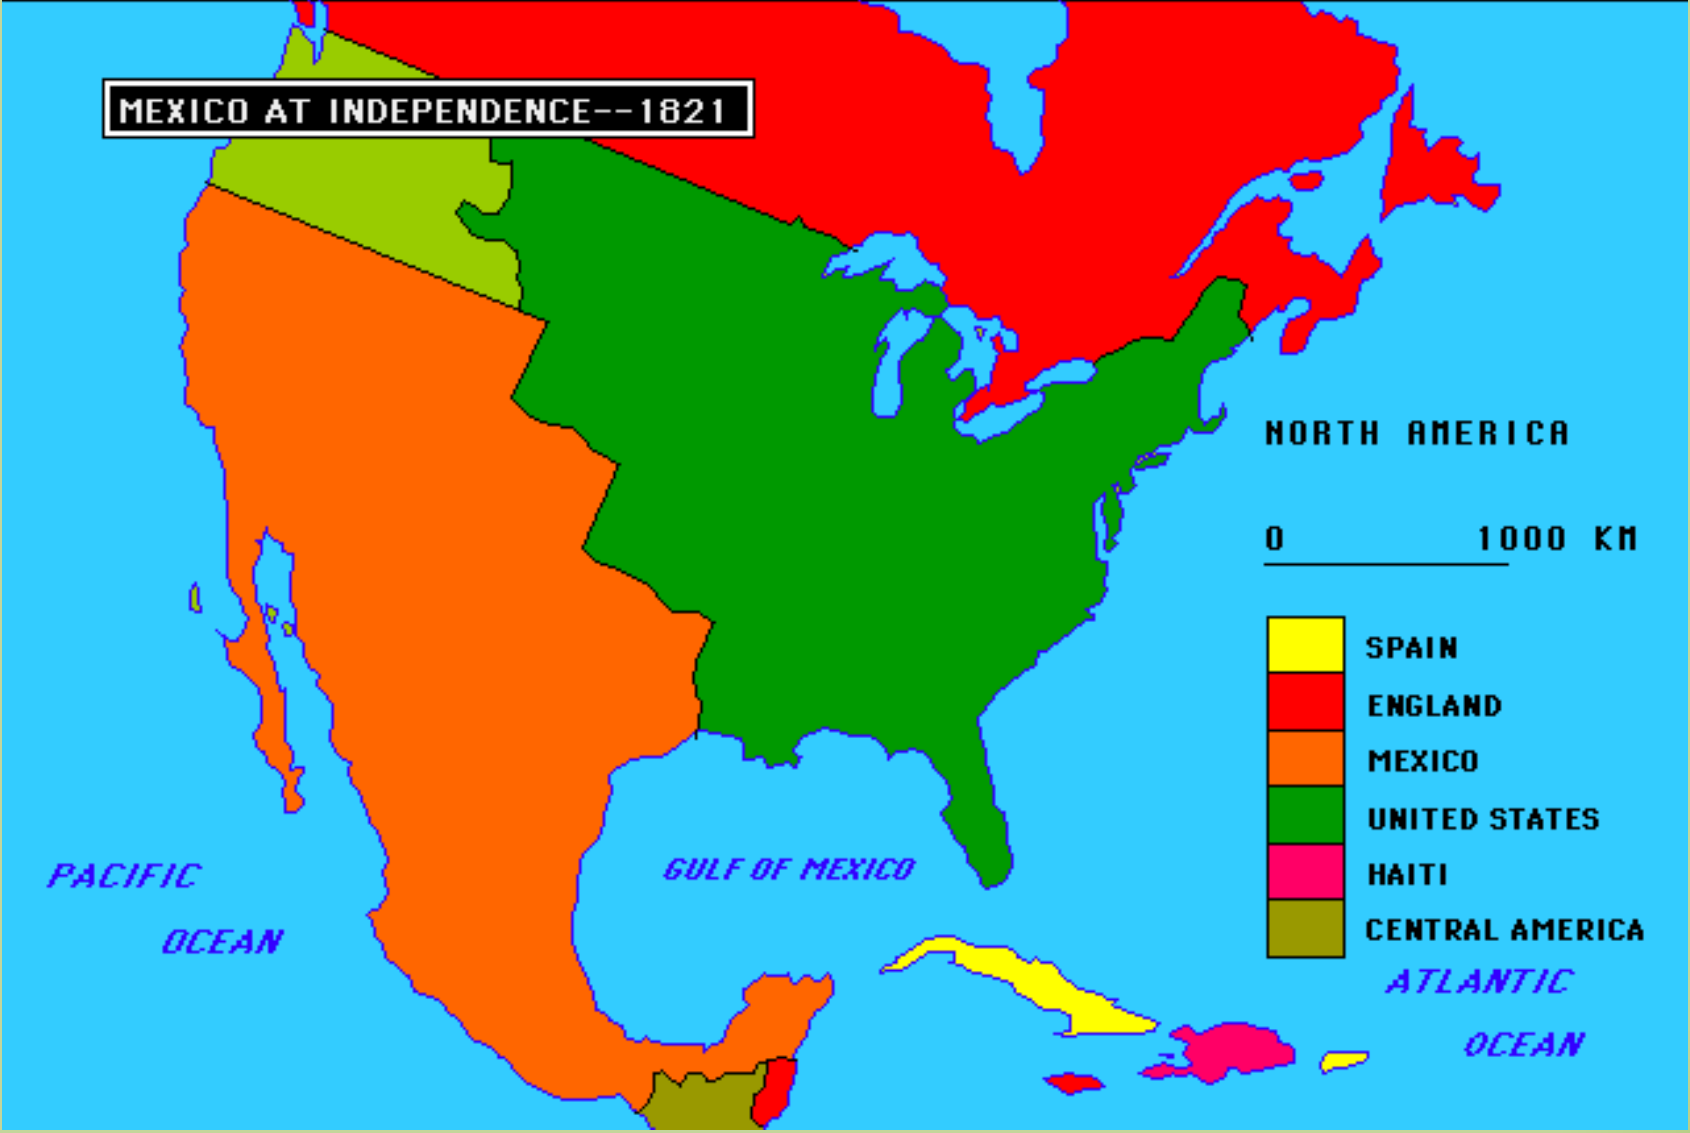 MEXICO AT INDEPENDENCE--1821
NORTH AMERICA
0 1000 KM
SPAIN
ENGLAND
MEXICO
UNITED STATES
HAITI
CENTRAL AMERICA
PACIFIC
OCEAN
GULF OF MEXICO
ATLANTIC
OCEAN